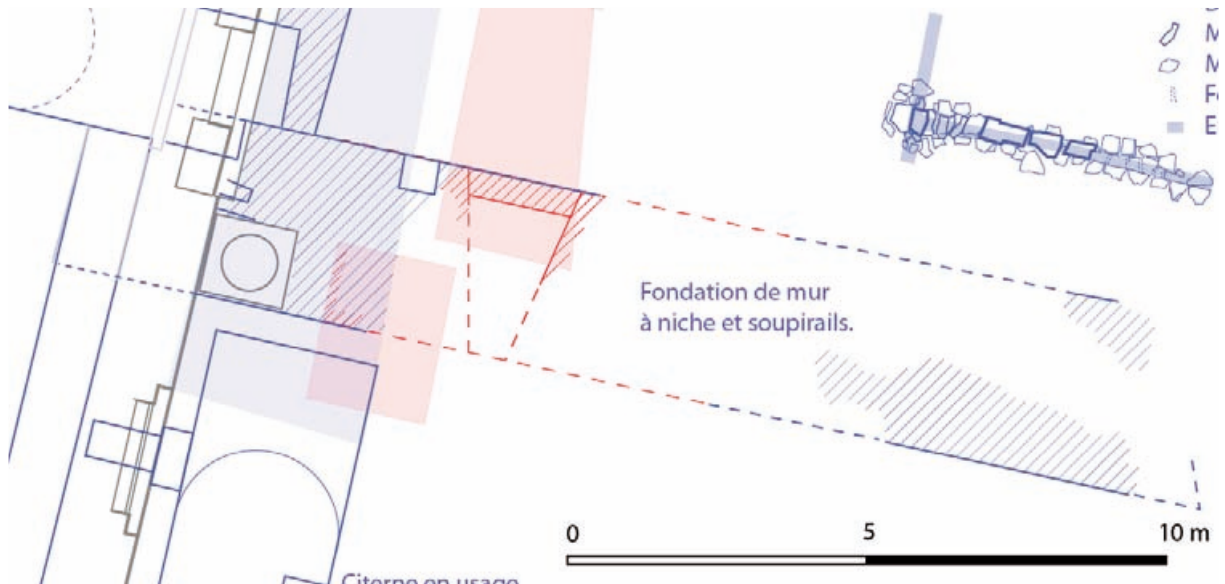 M
M
E
Fondation de mur
à niche et soupirails.
0 5 10 m
Citerne en usage